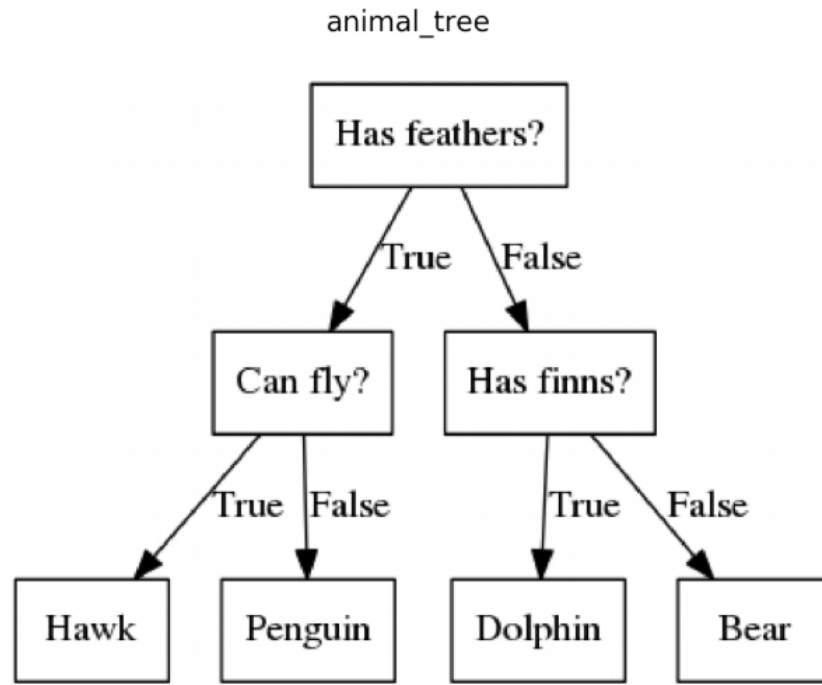 animal_tree
Has feathers?
True False
Can fly? Has finns?
True False True False
Hawk Penguin Dolphin Bear